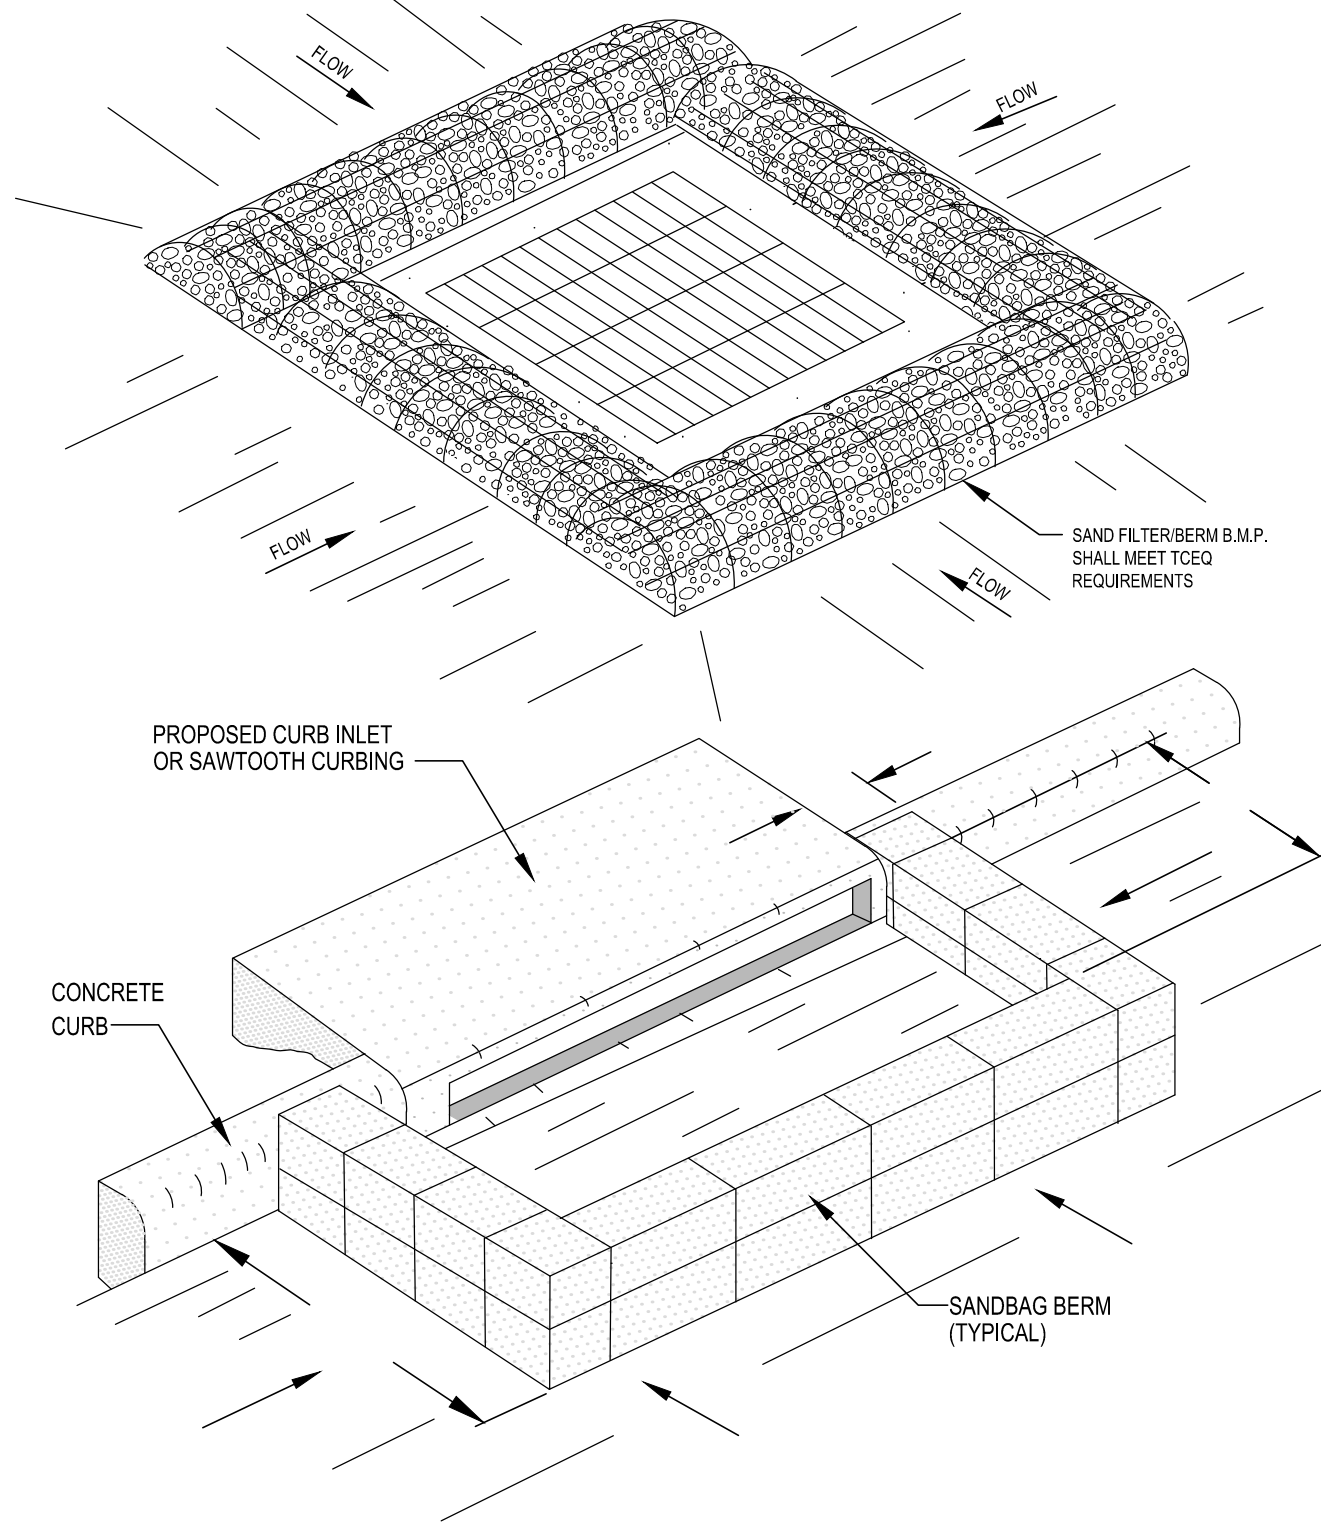 FLOW
FLOW
SAND FILTER/BERM B.M.P.
SHALL MEET TCEQ
REQUIREMENTS
FLOW
FLOW
PROPOSED CURB INLET
OR SAWTOOTH CURBING
CONCRETE
CURB
SANDBAG BERM
(TYPICAL)